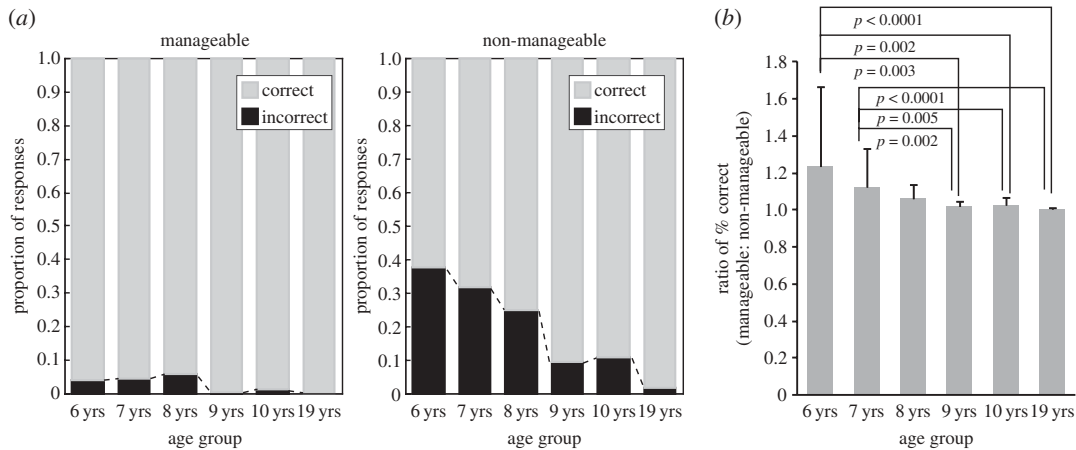 (a)
manageable
1.0
0.9
0.8
0.7
0.6
0.5
0.4
0.3
0.2
0.1
0
proportion of responses
correct
incorrect
6 yrs 7 yrs 8 yrs 9 yrs 10 yrs 19 yrs
age group
non-manageable
1.0
0.9
0.8
0.7
0.6
0.5
0.4
0.3
0.2
0.1
0
proportion of responses
correct
incorrect
6 yrs 7 yrs 8 yrs 9 yrs 10 yrs 19 yrs
age group
(b)
p < 0.0001
p = 0.002
p = 0.003
p < 0.0001
p = 0.005
p = 0.002
1.8
1.6
1.4
1.2
1.0
0.8
0.6
0.4
0.2
0
ratio of % correct
(manageable: non-manageable)
6 yrs 7 yrs 8 yrs 9 yrs 10 yrs 19 yrs
age group